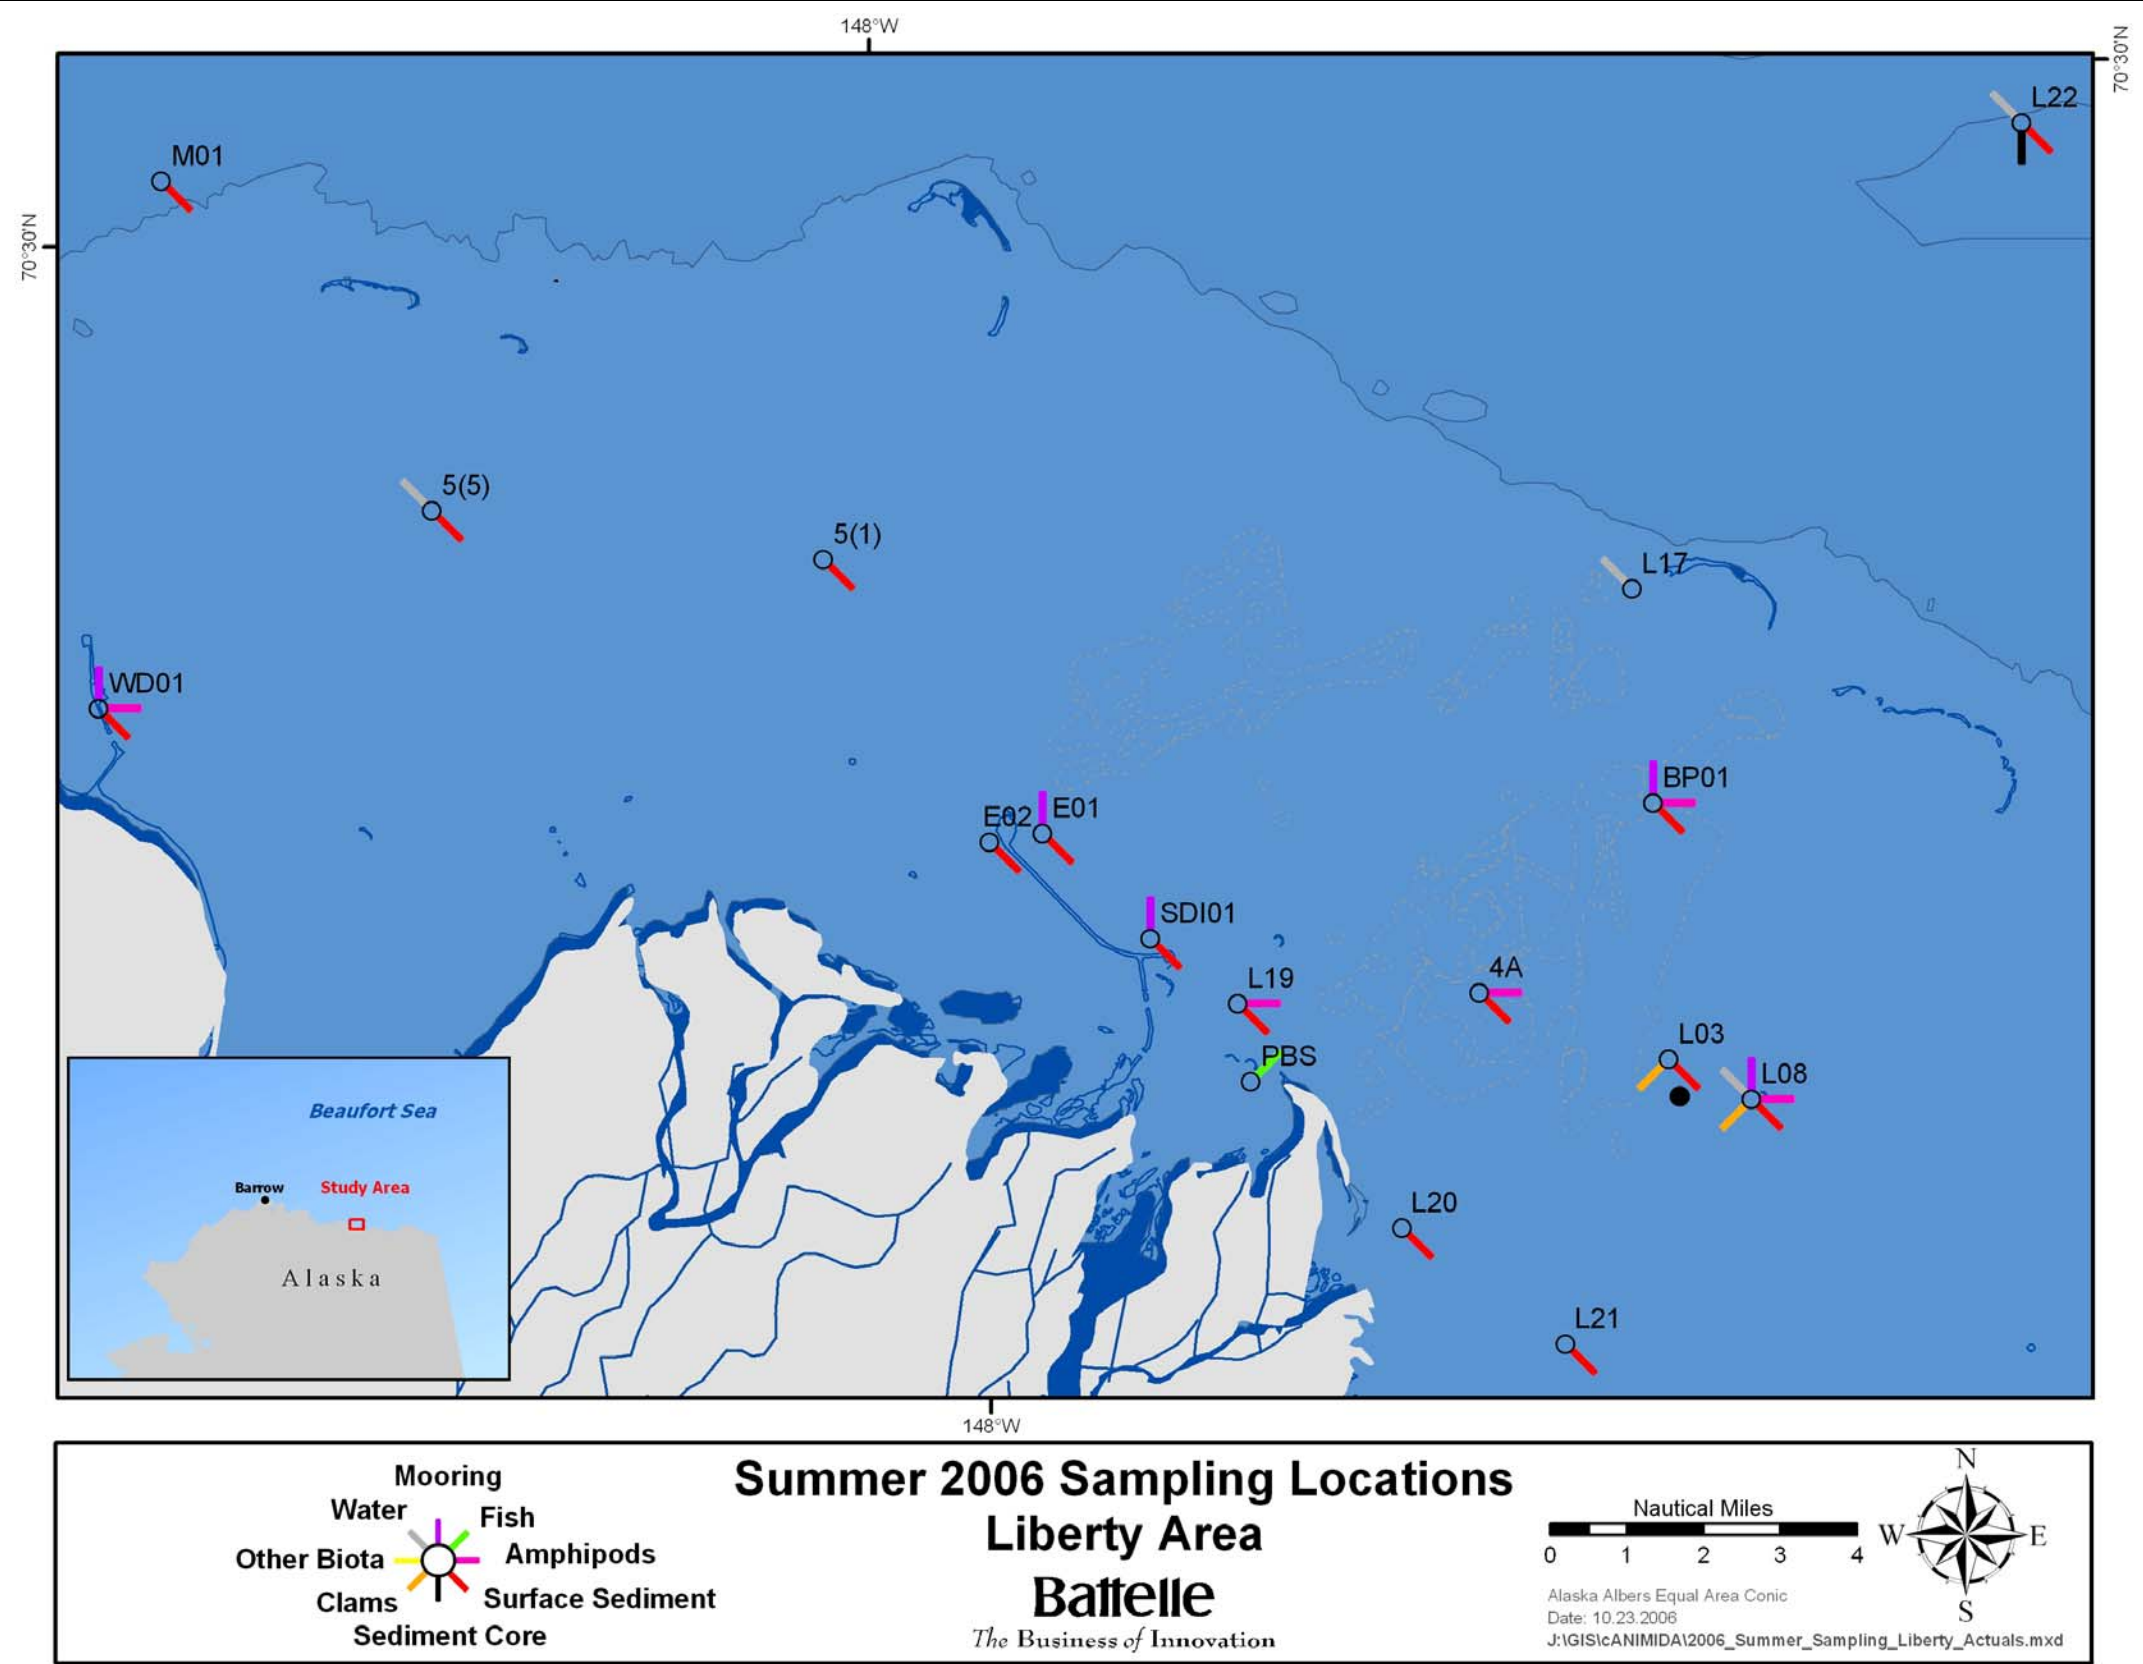 148°W
70°30'N
L22
M01
70°30'N
5(5)
5(1)
L17
WD01
BP01
E02
E01
SDI01
4A
L19
L03
PBS
L08
Beaufort Sea
Barrow
Study Area
L20
Alaska
L21
148°W
Mooring
Water
Fish
Other Biota
Amphipods
Clams
Surface Sediment
Sediment Core
Summer 2006 Sampling Locations
Liberty Area
Battelle
The Business of Innovation
Nautical Miles
0 1 2 3 4
Alaska Albers Equal Area Conic
Date: 10.23.2006
J:\GIS\cANIMIDA\2006_Summer_Sampling_Liberty_Actuals.mxd
N
W
E
S